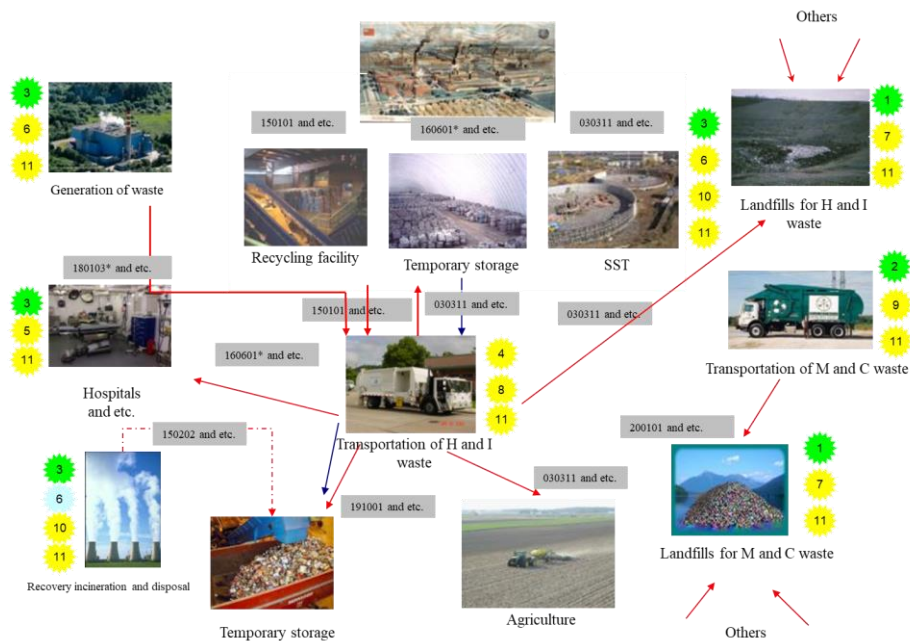 Others
3
6
11
Generation of waste
150101 and etc.
160601* and etc.
030311 and etc.
Recycling facility
Temporary storage
SST
3
6
10
11
1
7
11
Landfills for H and I
waste
180103* and etc.
3
5
11
Hospitals
and etc.
150101 and etc.
030311 and etc.
030311 and etc.
160601* and etc.
4
8
11
Transportation of H and I
waste
2
9
11
Transportation of M and C waste
200101 and etc.
1
7
11
Landfills for M and C waste
Others
150202 and etc.
3
6
10
11
Recovery incineration and disposal
191001 and etc.
Temporary storage
030311 and etc.
Agriculture